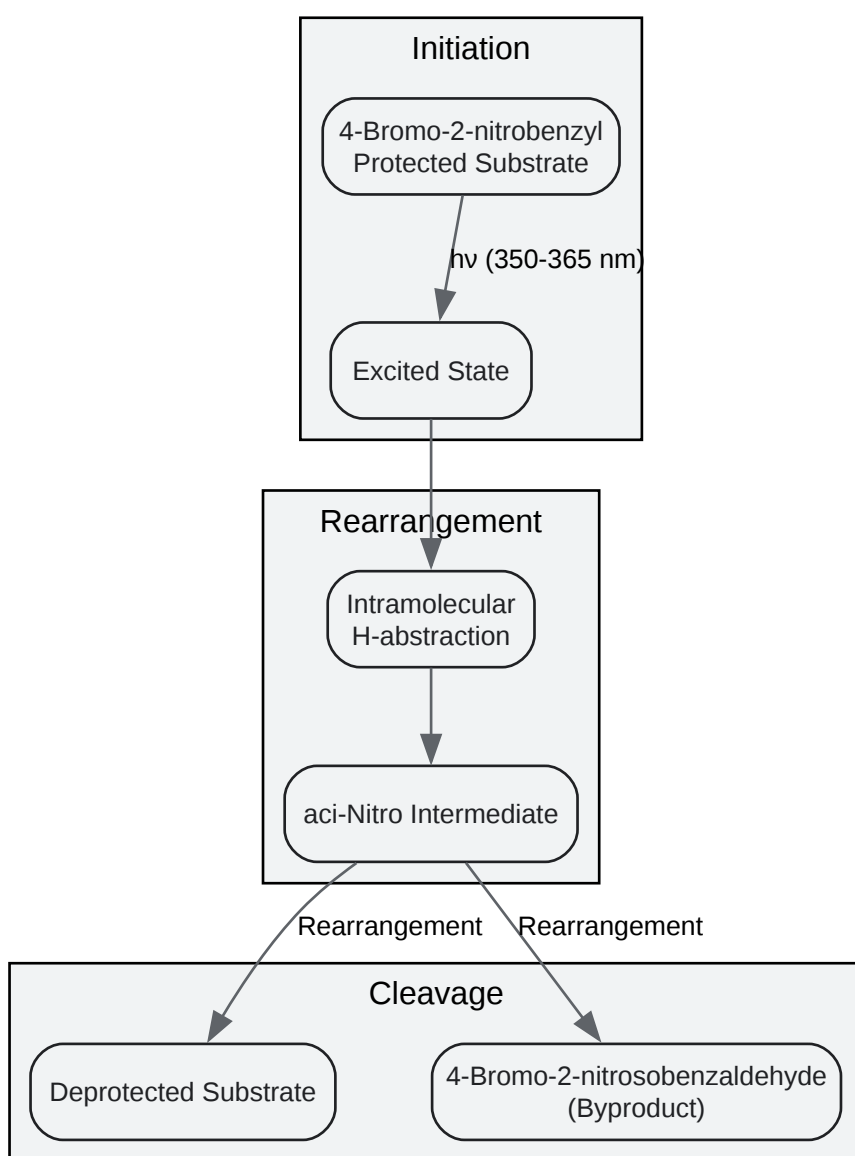 Initiation
4-Bromo-2-nitrobenzyl
Protected Substrate
hν (350-365 nm)
Excited State
Rearrangement
Intramolecular
H-abstraction
aci-Nitro Intermediate
Rearrangement
Rearrangement
Cleavage
Deprotected Substrate
4-Bromo-2-nitrosobenzaldehyde
(Byproduct)